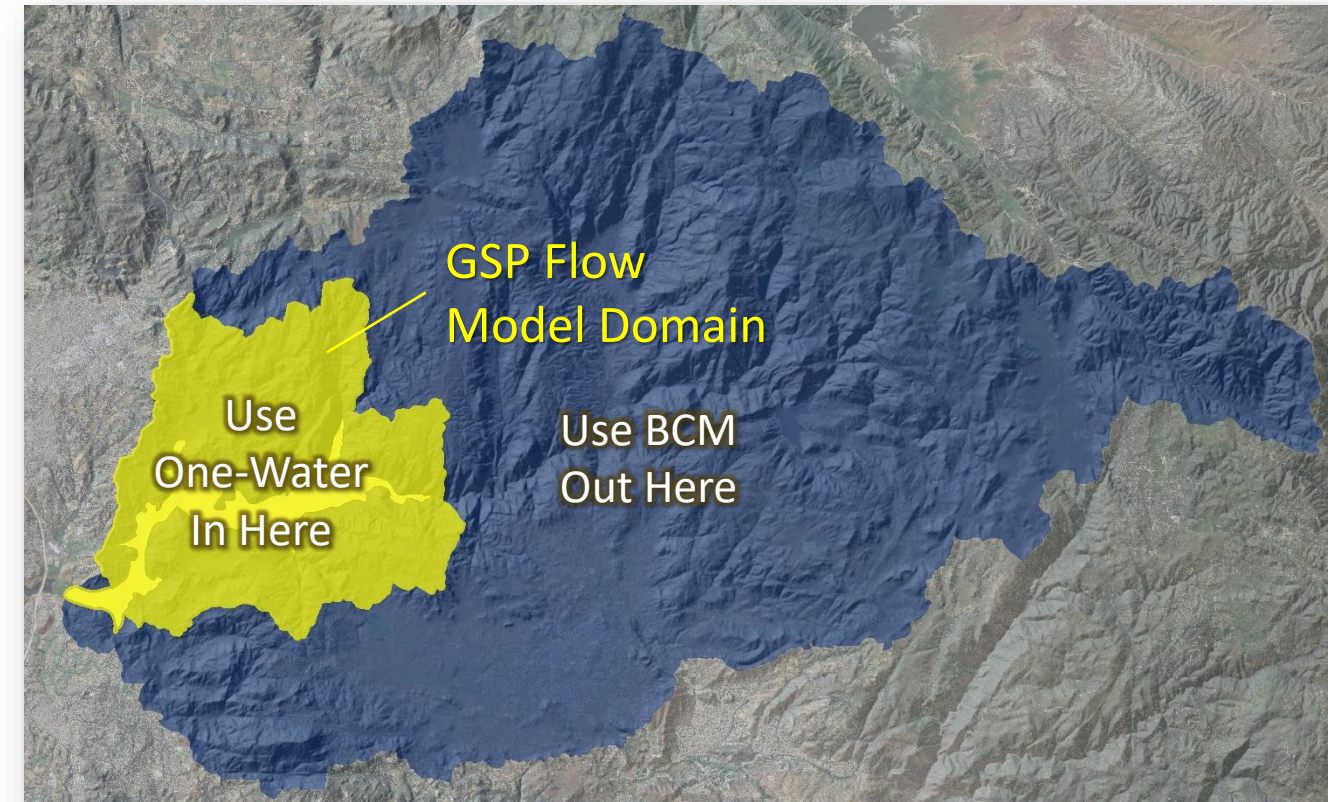 GSP Flow
Model Domain
Use
One-Water
In Here
Use BCM
Out Here